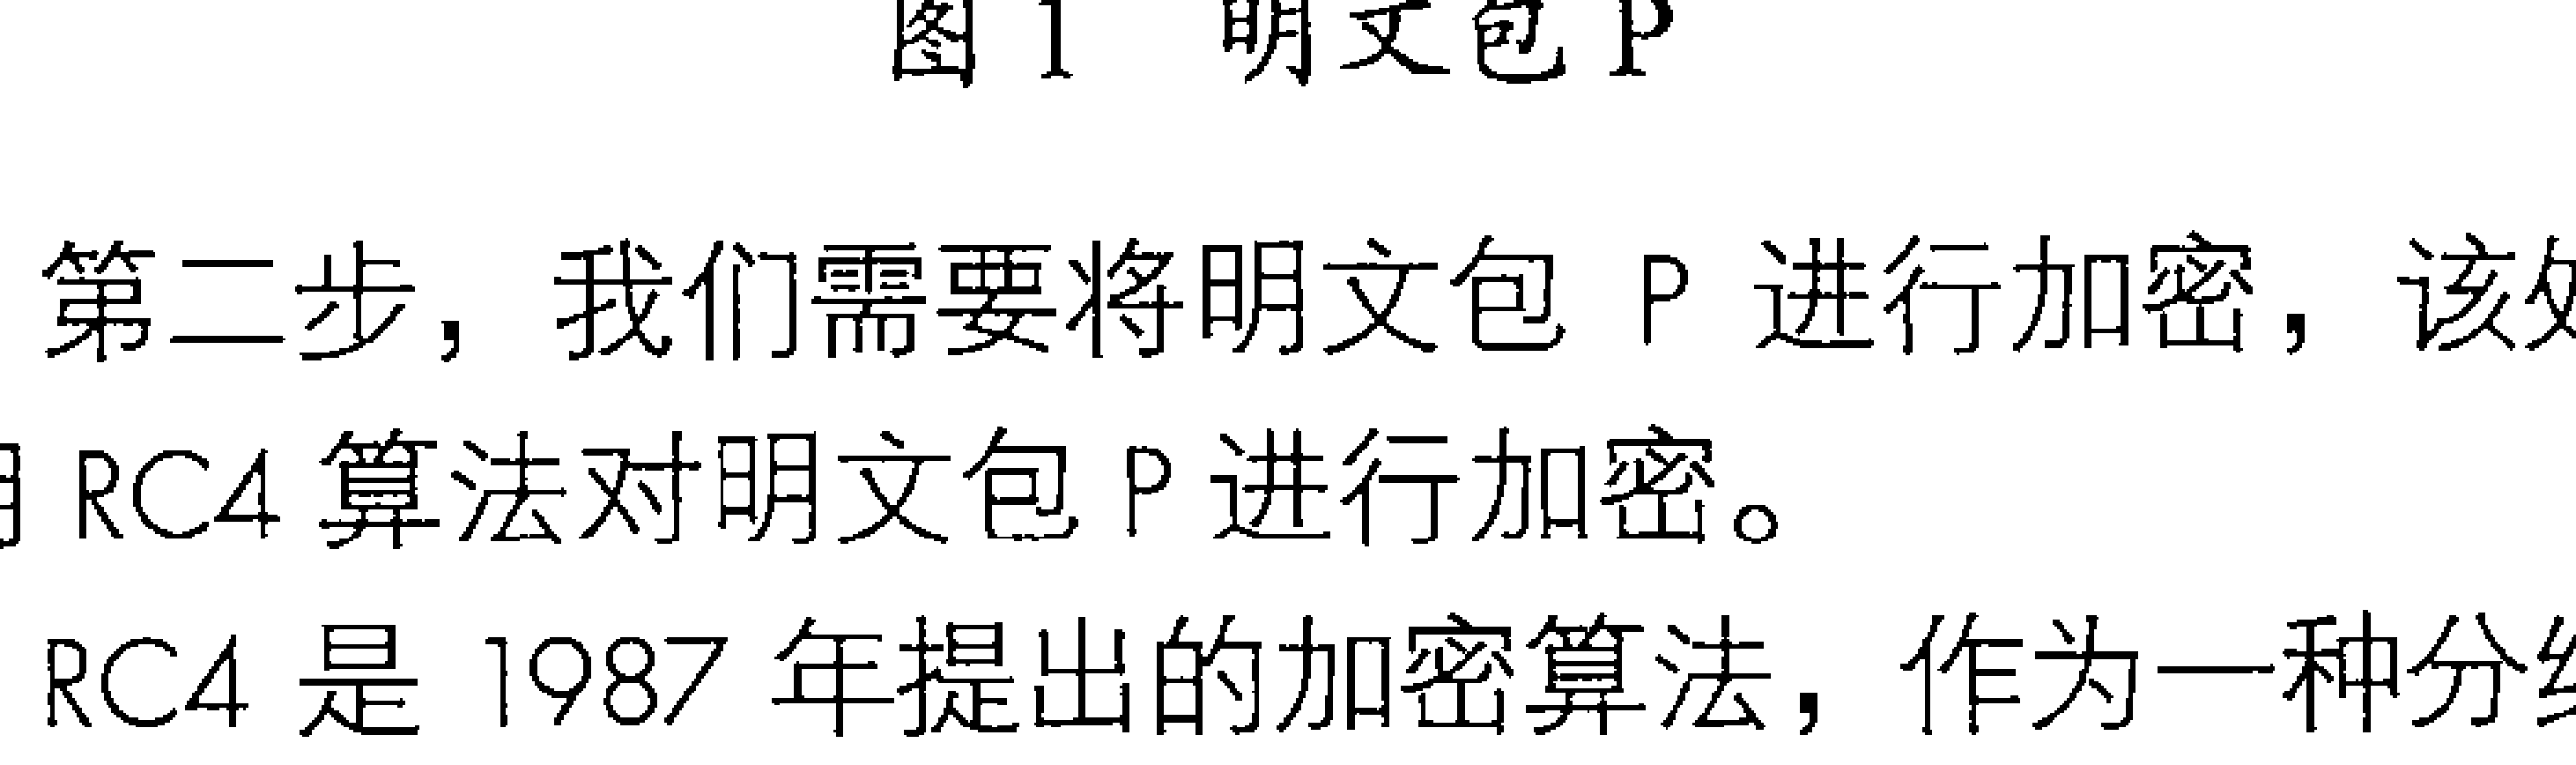 图1 明文包P
第二步，我们需要将明文包 P 进行加密，该
RC4 算法对明文包 P 进行加密。
RC4 是 1987 年提出的加密算法，作为一种分